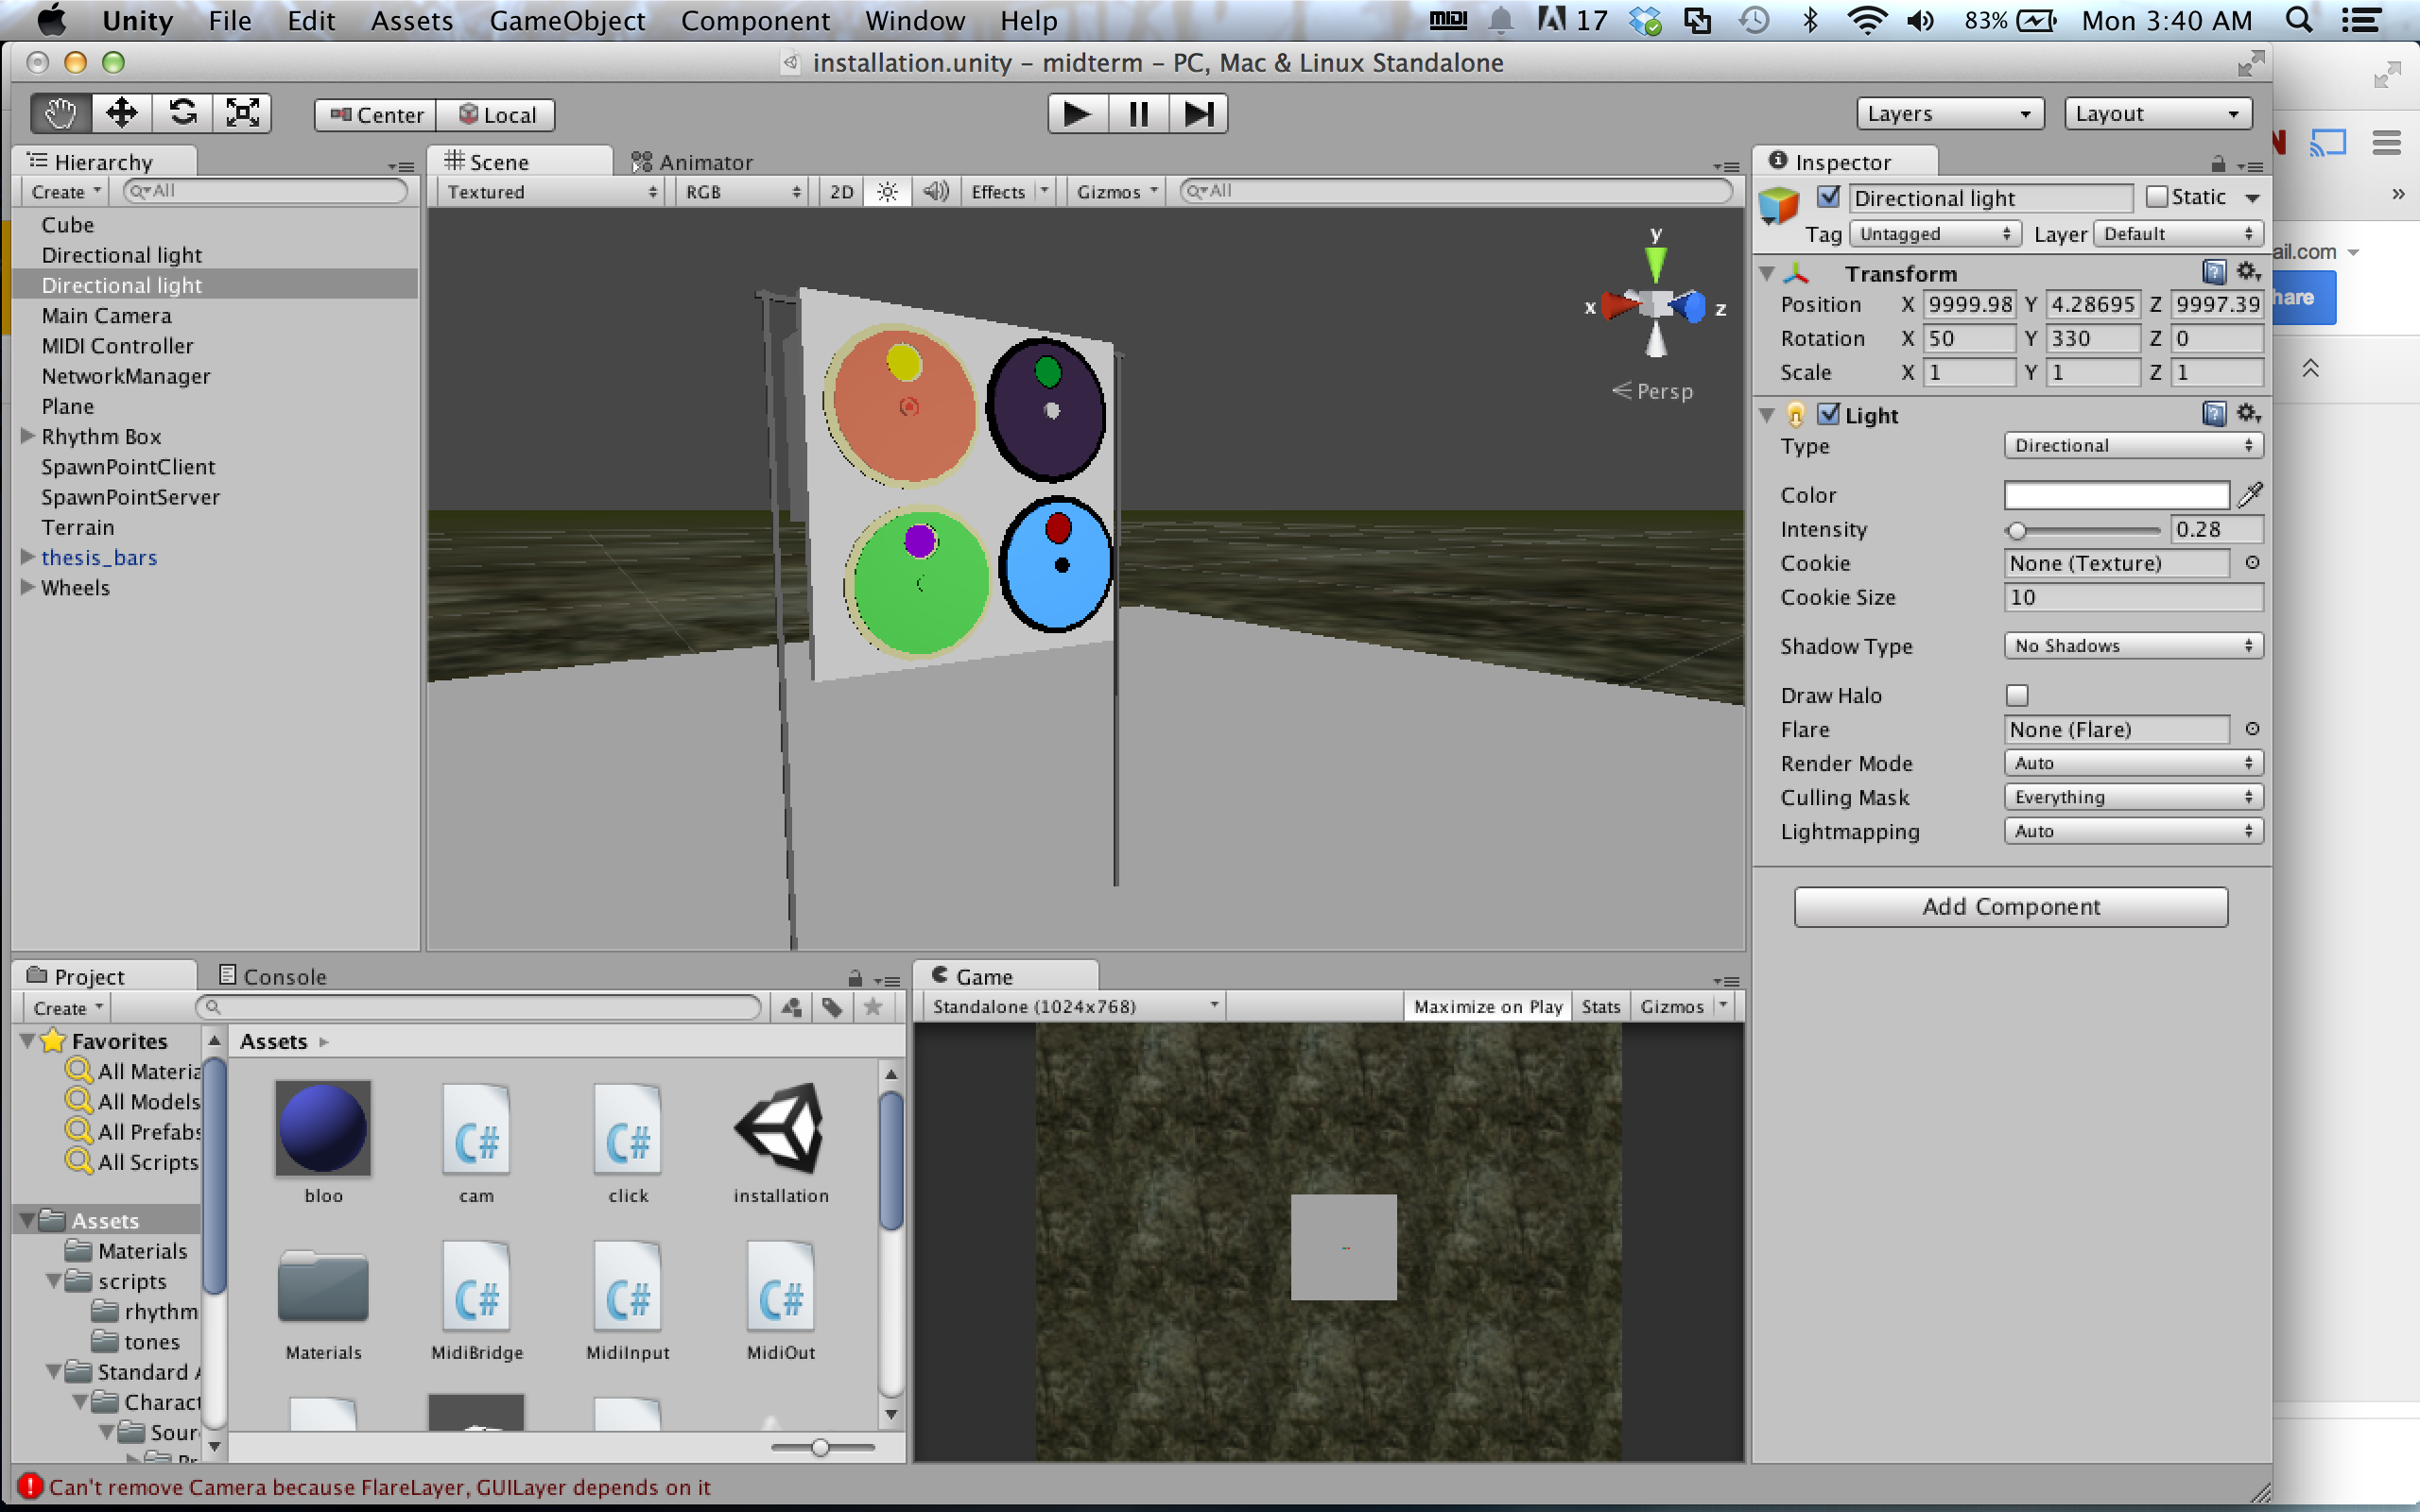 Unity File Edit Assets GameObject Component Window Help MIDI 17 83% Mon 3:40 AM
installation.unity – midterm – PC, Mac & Linux Standalone
Center Local Layers Layout
Hierarchy
Create All
Cube
Directional light
Directional light
Main Camera
MIDI Controller
NetworkManager
Plane
Rhythm Box
SpawnPointClient
SpawnPointServer
Terrain
thesis_bars
Wheels
Scene Animator
Textured RGB 2D Effects Gizmos All
y
x z
Persp
Inspector
Directional light Static
Tag Untagged Layer Default
Transform
Position X 9999.98 Y 4.28695 Z 9997.39
Rotation X 50 Y 330 Z 0
Scale X 1 Y 1 Z 1
Light
Type Directional
Color
Intensity 0.28
Cookie None (Texture)
Cookie Size 10
Shadow Type No Shadows
Draw Halo
Flare None (Flare)
Render Mode Auto
Culling Mask Everything
Lightmapping Auto
Add Component
N
»
ail.com
hare
Project Console
Create
Favorites
All Materia
All Models
All Prefabs
All Scripts
Assets
Materials
scripts
rhythm
tones
Standard A
Charact
Sour
Pr
Assets
bloo cam click installation
C# C#
Materials MidiBridge MidiInput MidiOut
C# C# C#
Game
Standalone (1024x768) Maximize on Play Stats Gizmos
Can't remove Camera because FlareLayer, GUILayer depends on it